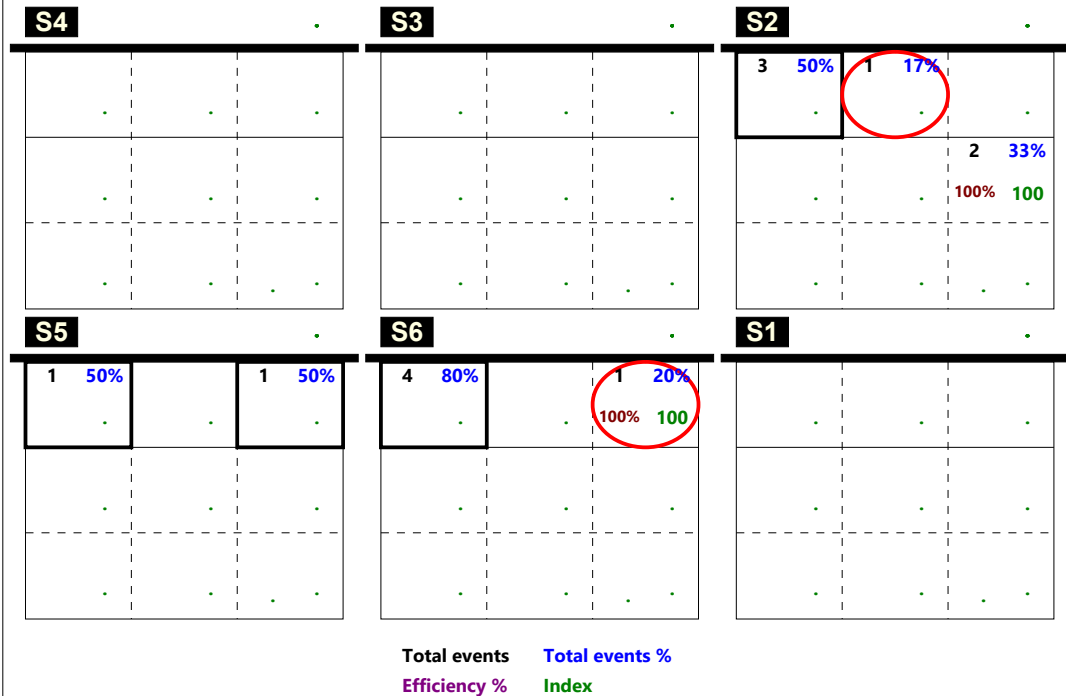 S4 S3 S2
3 50% 1 17%
2 33%
100% 100
S5 S6 S1
1 50% 1 50% 4 80% 1 20%
100% 100
Total events Total events %
Efficiency % Index